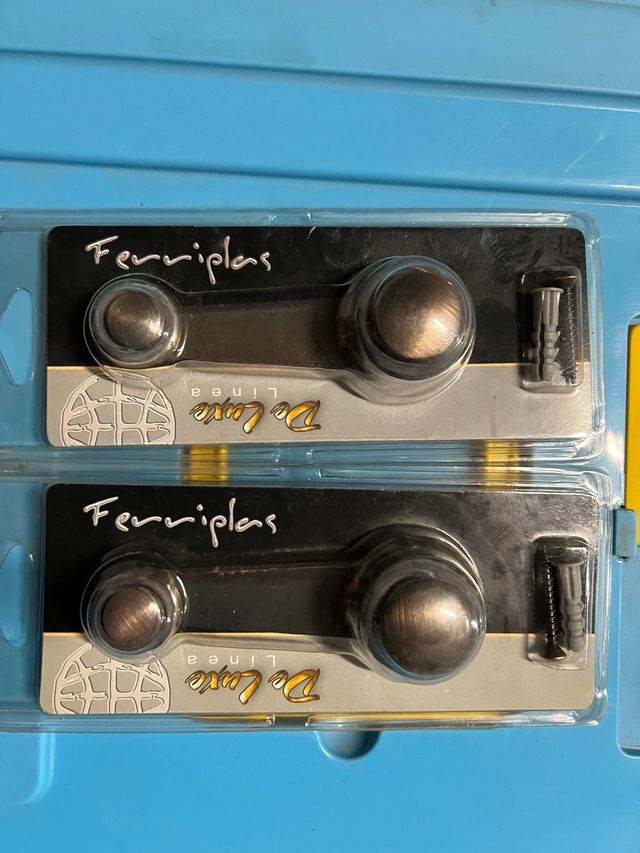 Ferriplas
De Luxe
Linea
Ferriplas
De Luxe
Linea